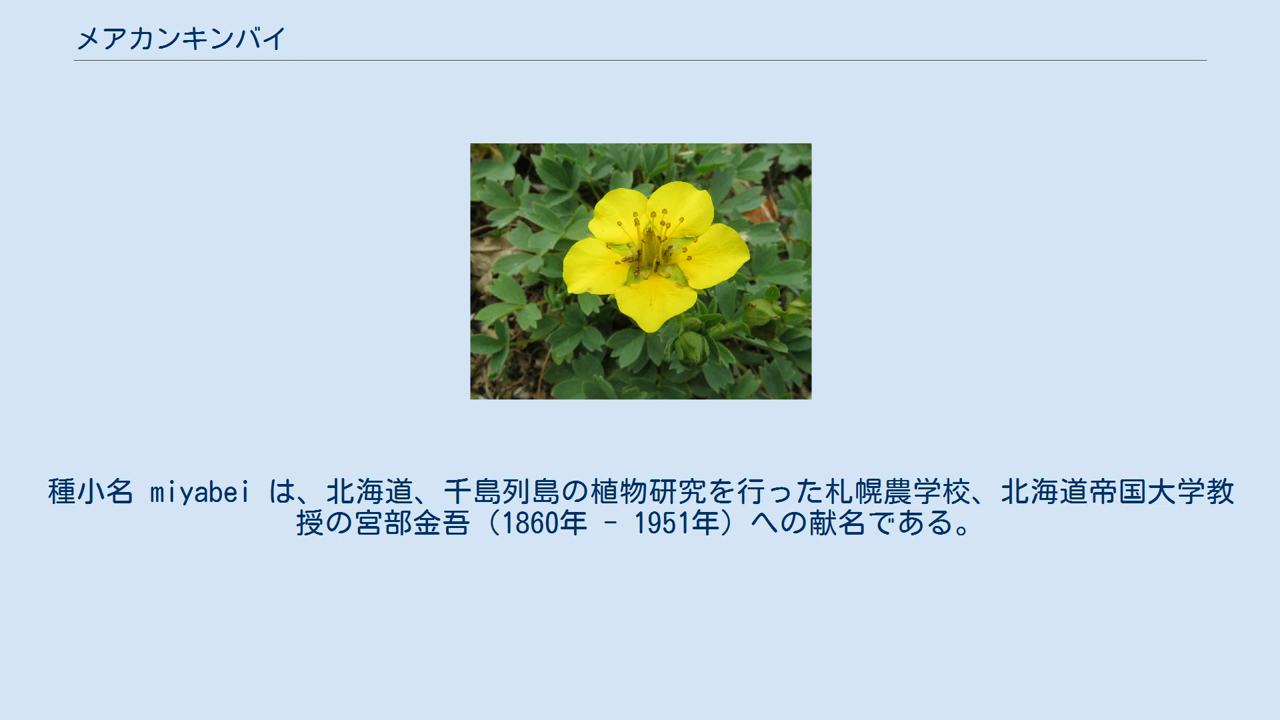 メアカンキンバイ
種小名 miyabei は、北海道、千島列島の植物研究を行った札幌農学校、北海道帝国大学教
授の宮部金吾（1860年 - 1951年）への献名である。